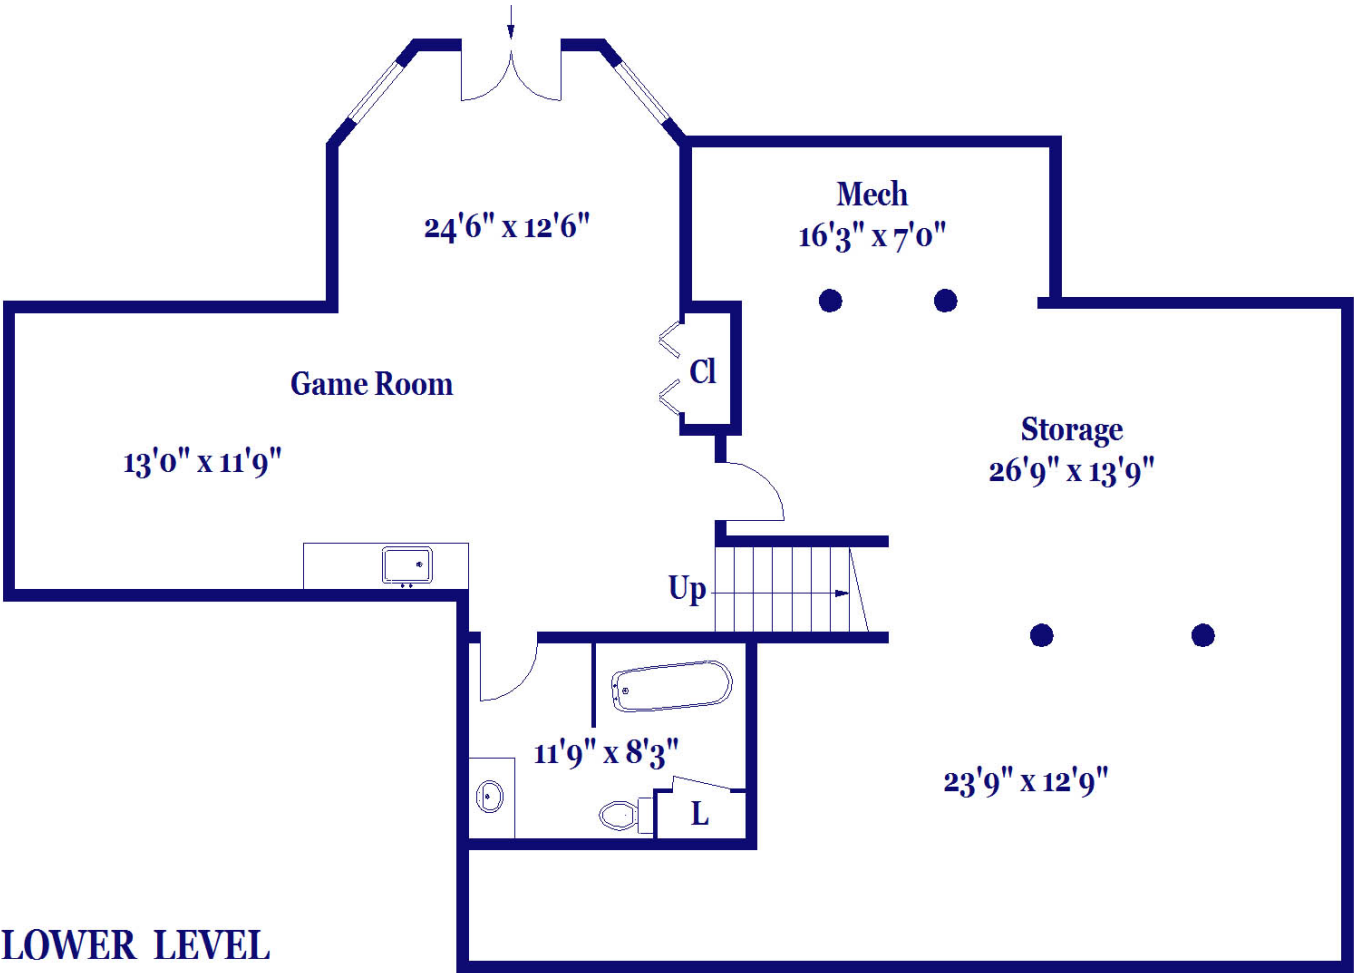 Mech
16'3" x 7'0"
24'6" x 12'6"
Cl
Game Room
Storage
26'9" x 13'9"
13'0" x 11'9"
Up
11'9" x 8'3"
23'9" x 12'9"
L
LOWER LEVEL